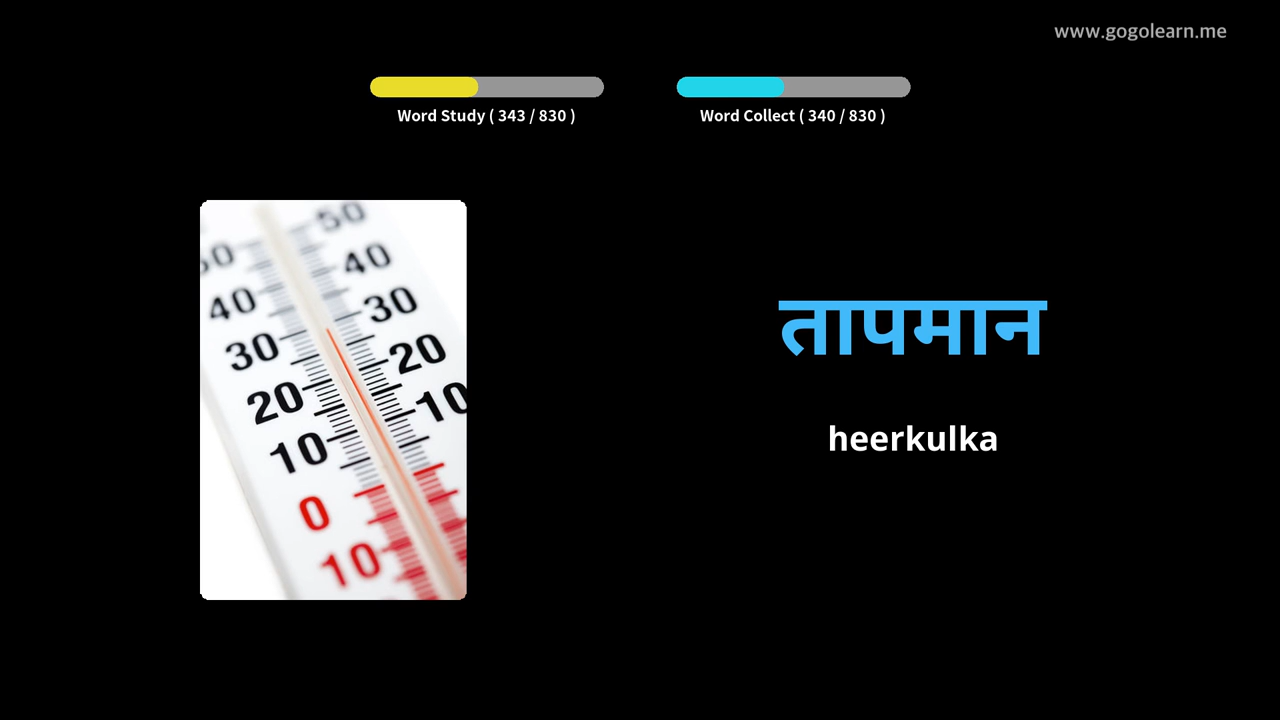 www.gogolearn.me
Word Study ( 343 / 830 )
Word Collect ( 340 / 830 )
50
50
40
40
30
30
20
20
10
10
0
10
तापमान
heerkulka